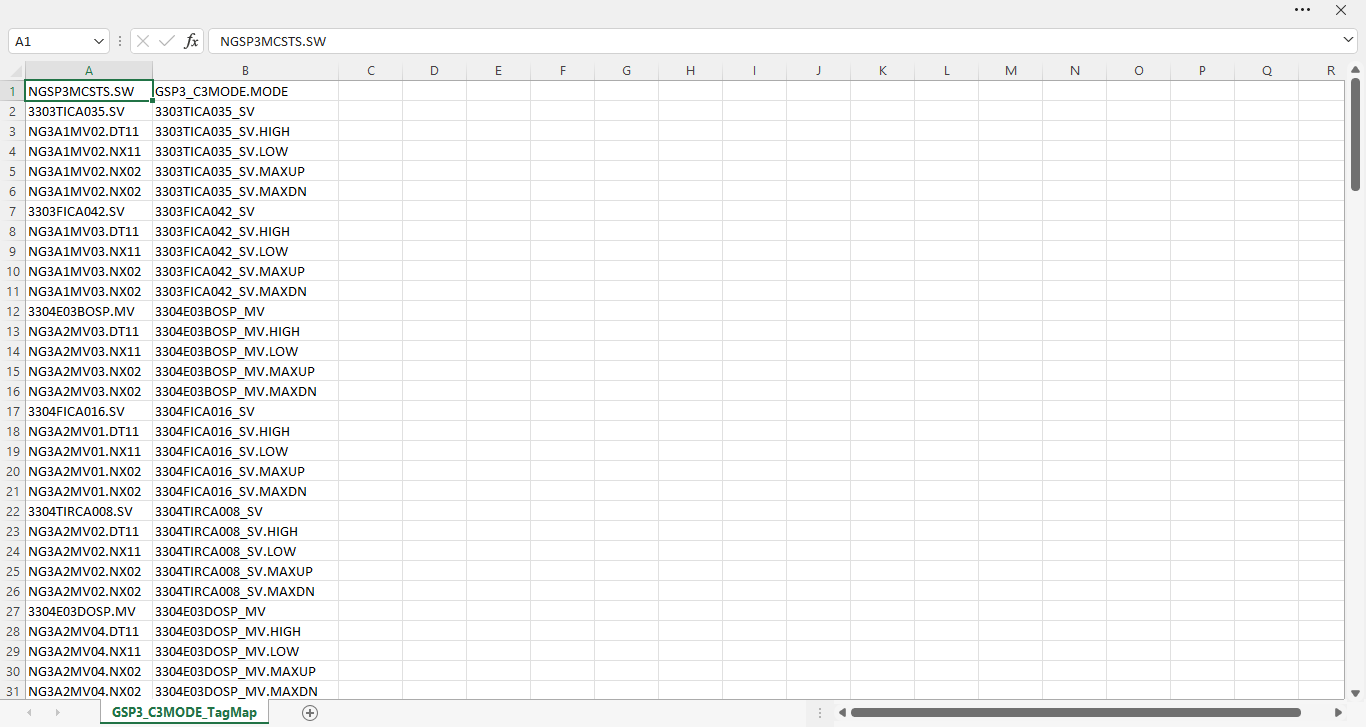 A1 fx NGSP3MCSTS.SW
A B C D E F G H I J K L M N O P Q R
1 NGSP3MCSTS.SW GSP3_C3MODE.MODE
2 3303TICA035.SV 3303TICA035_SV
3 NG3A1MV02.DT11 3303TICA035_SV.HIGH
4 NG3A1MV02.NX11 3303TICA035_SV.LOW
5 NG3A1MV02.NX02 3303TICA035_SV.MAXUP
6 NG3A1MV02.NX02 3303TICA035_SV.MAXDN
7 3303FICA042.SV 3303FICA042_SV
8 NG3A1MV03.DT11 3303FICA042_SV.HIGH
9 NG3A1MV03.NX11 3303FICA042_SV.LOW
10 NG3A1MV03.NX02 3303FICA042_SV.MAXUP
11 NG3A1MV03.NX02 3303FICA042_SV.MAXDN
12 3304E03BOSP.MV 3304E03BOSP_MV
13 NG3A2MV03.DT11 3304E03BOSP_MV.HIGH
14 NG3A2MV03.NX11 3304E03BOSP_MV.LOW
15 NG3A2MV03.NX02 3304E03BOSP_MV.MAXUP
16 NG3A2MV03.NX02 3304E03BOSP_MV.MAXDN
17 3304FICA016.SV 3304FICA016_SV
18 NG3A2MV01.DT11 3304FICA016_SV.HIGH
19 NG3A2MV01.NX11 3304FICA016_SV.LOW
20 NG3A2MV01.NX02 3304FICA016_SV.MAXUP
21 NG3A2MV01.NX02 3304FICA016_SV.MAXDN
22 3304TIRCA008.SV 3304TIRCA008_SV
23 NG3A2MV02.DT11 3304TIRCA008_SV.HIGH
24 NG3A2MV02.NX11 3304TIRCA008_SV.LOW
25 NG3A2MV02.NX02 3304TIRCA008_SV.MAXUP
26 NG3A2MV02.NX02 3304TIRCA008_SV.MAXDN
27 3304E03DOSP.MV 3304E03DOSP_MV
28 NG3A2MV04.DT11 3304E03DOSP_MV.HIGH
29 NG3A2MV04.NX11 3304E03DOSP_MV.LOW
30 NG3A2MV04.NX02 3304E03DOSP_MV.MAXUP
31 NG3A2MV04.NX02 3304E03DOSP_MV.MAXDN
GSP3_C3MODE_TagMap